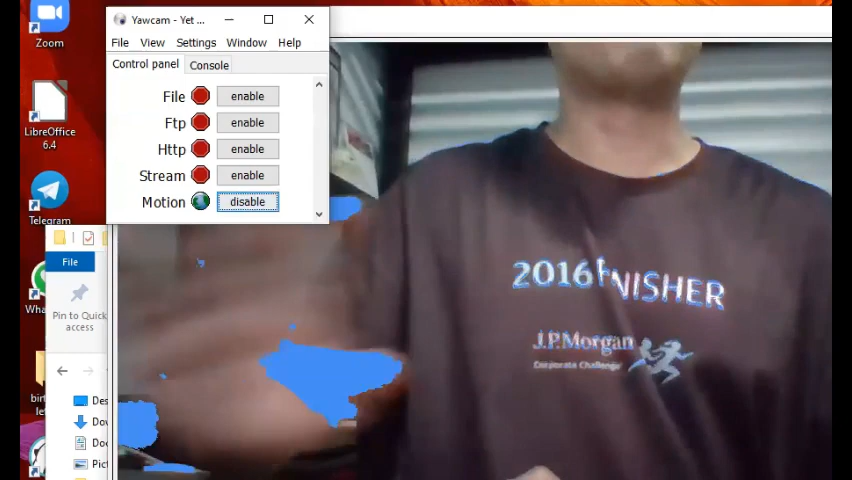 Yawcam - Yet ...
Zoom
File View Settings Window Help
Control panel Console
File enable
Ftp enable
Http enable
Stream enable
Motion disable
LibreOffice
6.4
Telegram
File
Pin to Quick
access
2016 FINISHER
J.P.Morgan
Corporate Challenge